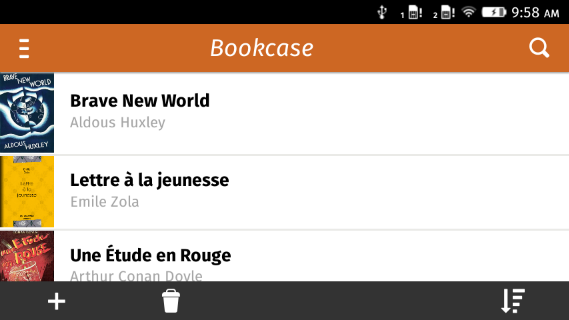 1 ! 2 ! 9:58 AM
Bookcase
BRAVE NEW WORLD
ALDOUS HUXLEY
Brave New World
Aldous Huxley
Lettre à la jeunesse
Emile Zola
Une Étude en Rouge
Arthur Conan Doyle